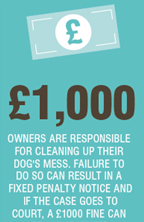 £
£1,000
OWNERS ARE RESPONSIBLE
FOR CLEANING UP THEIR
DOG'S MESS. FAILURE TO
DO SO CAN RESULT IN A
FIXED PENALTY NOTICE AND
IF THE CASE GOES TO
COURT, A £1000 FINE CAN